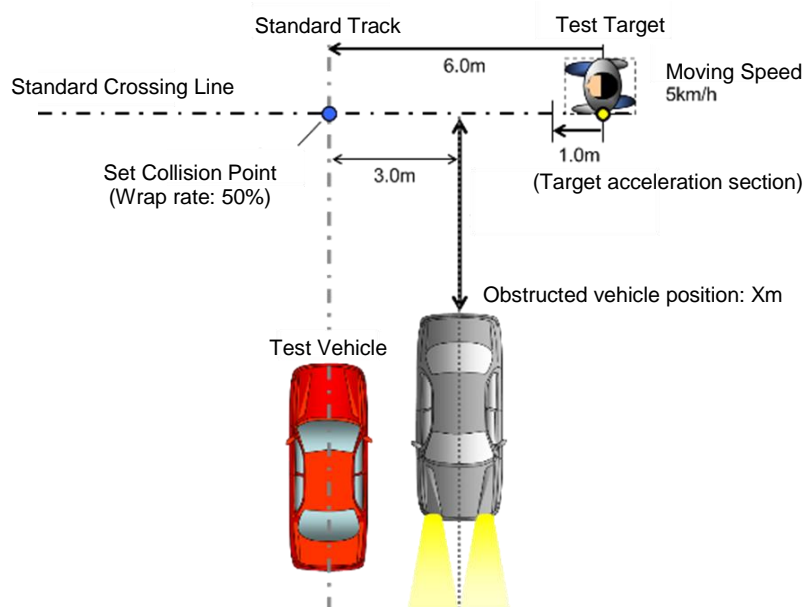 Standard Track
Test Target
6.0m
Moving Speed
5km/h
Standard Crossing Line
1.0m
Set Collision Point
(Wrap rate: 50%)
3.0m
(Target acceleration section)
Obstructed vehicle position: Xm
Test Vehicle